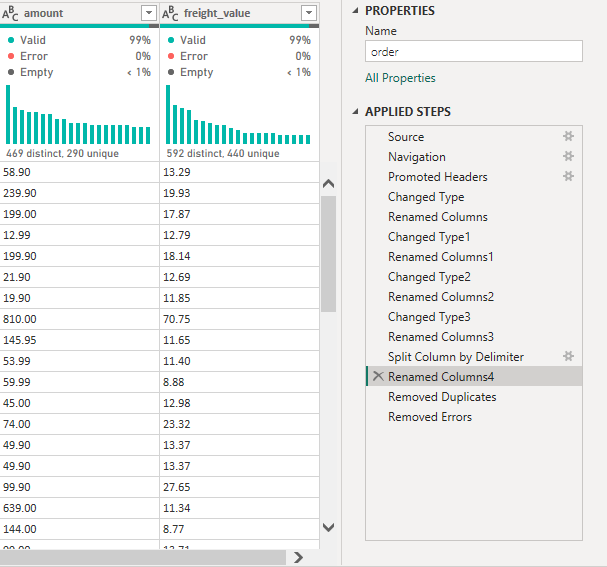 ABC amount ABC freight_value
Valid 99% Valid 99%
Error 0% Error 0%
Empty < 1% Empty < 1%
469 distinct, 290 unique 592 distinct, 440 unique
58.90 13.29
239.90 19.93
199.00 17.87
12.99 12.79
199.90 18.14
21.90 12.69
19.90 11.85
810.00 70.75
145.95 11.65
53.99 11.40
59.99 8.88
45.00 12.98
74.00 23.32
49.90 13.37
49.90 13.37
99.90 27.65
639.00 11.34
144.00 8.77
PROPERTIES
Name
order
All Properties
APPLIED STEPS
Source
Navigation
Promoted Headers
Changed Type
Renamed Columns
Changed Type1
Renamed Columns1
Changed Type2
Renamed Columns2
Changed Type3
Renamed Columns3
Split Column by Delimiter
Renamed Columns4
Removed Duplicates
Removed Errors